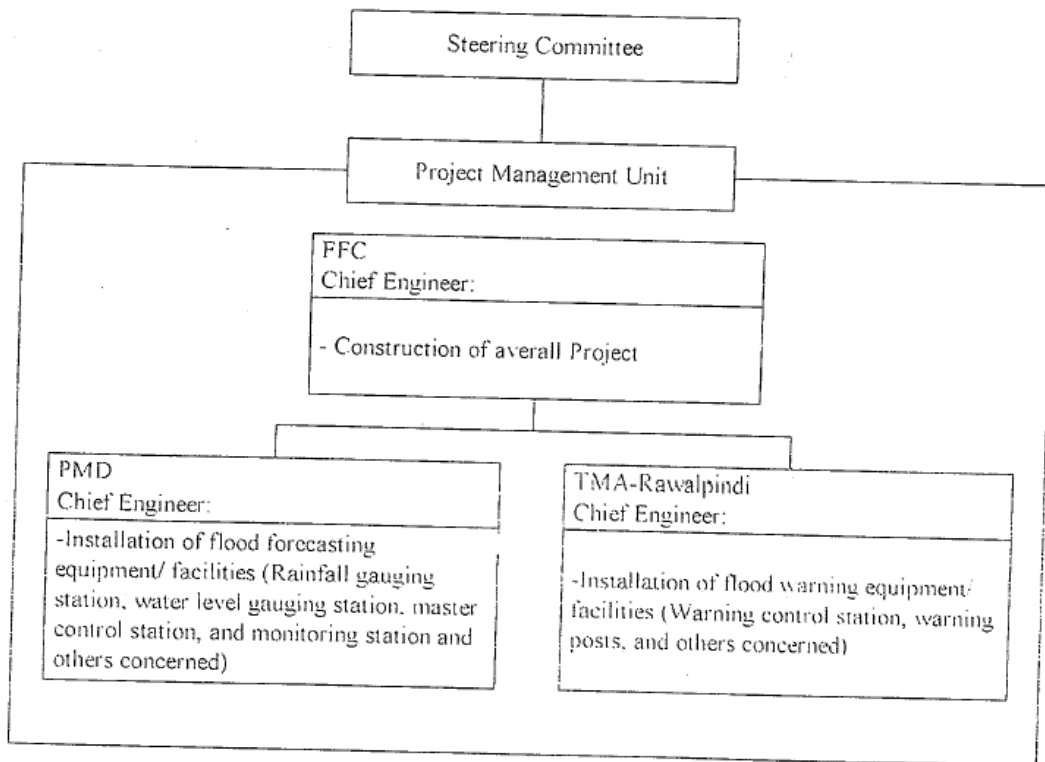 Steering Committee
Project Management Unit
FFC
Chief Engineer:
- Construction of averall Project
PMD
Chief Engineer:
-Installation of flood forecasting
equipment/ facilities (Rainfall gauging
station, water level gauging station, master
control station, and monitoring station and
others concerned)
TMA-Rawalpindi
Chief Engineer:
-Installation of flood warning equipment/
facilities (Warning control station, warning
posts, and others concerned)